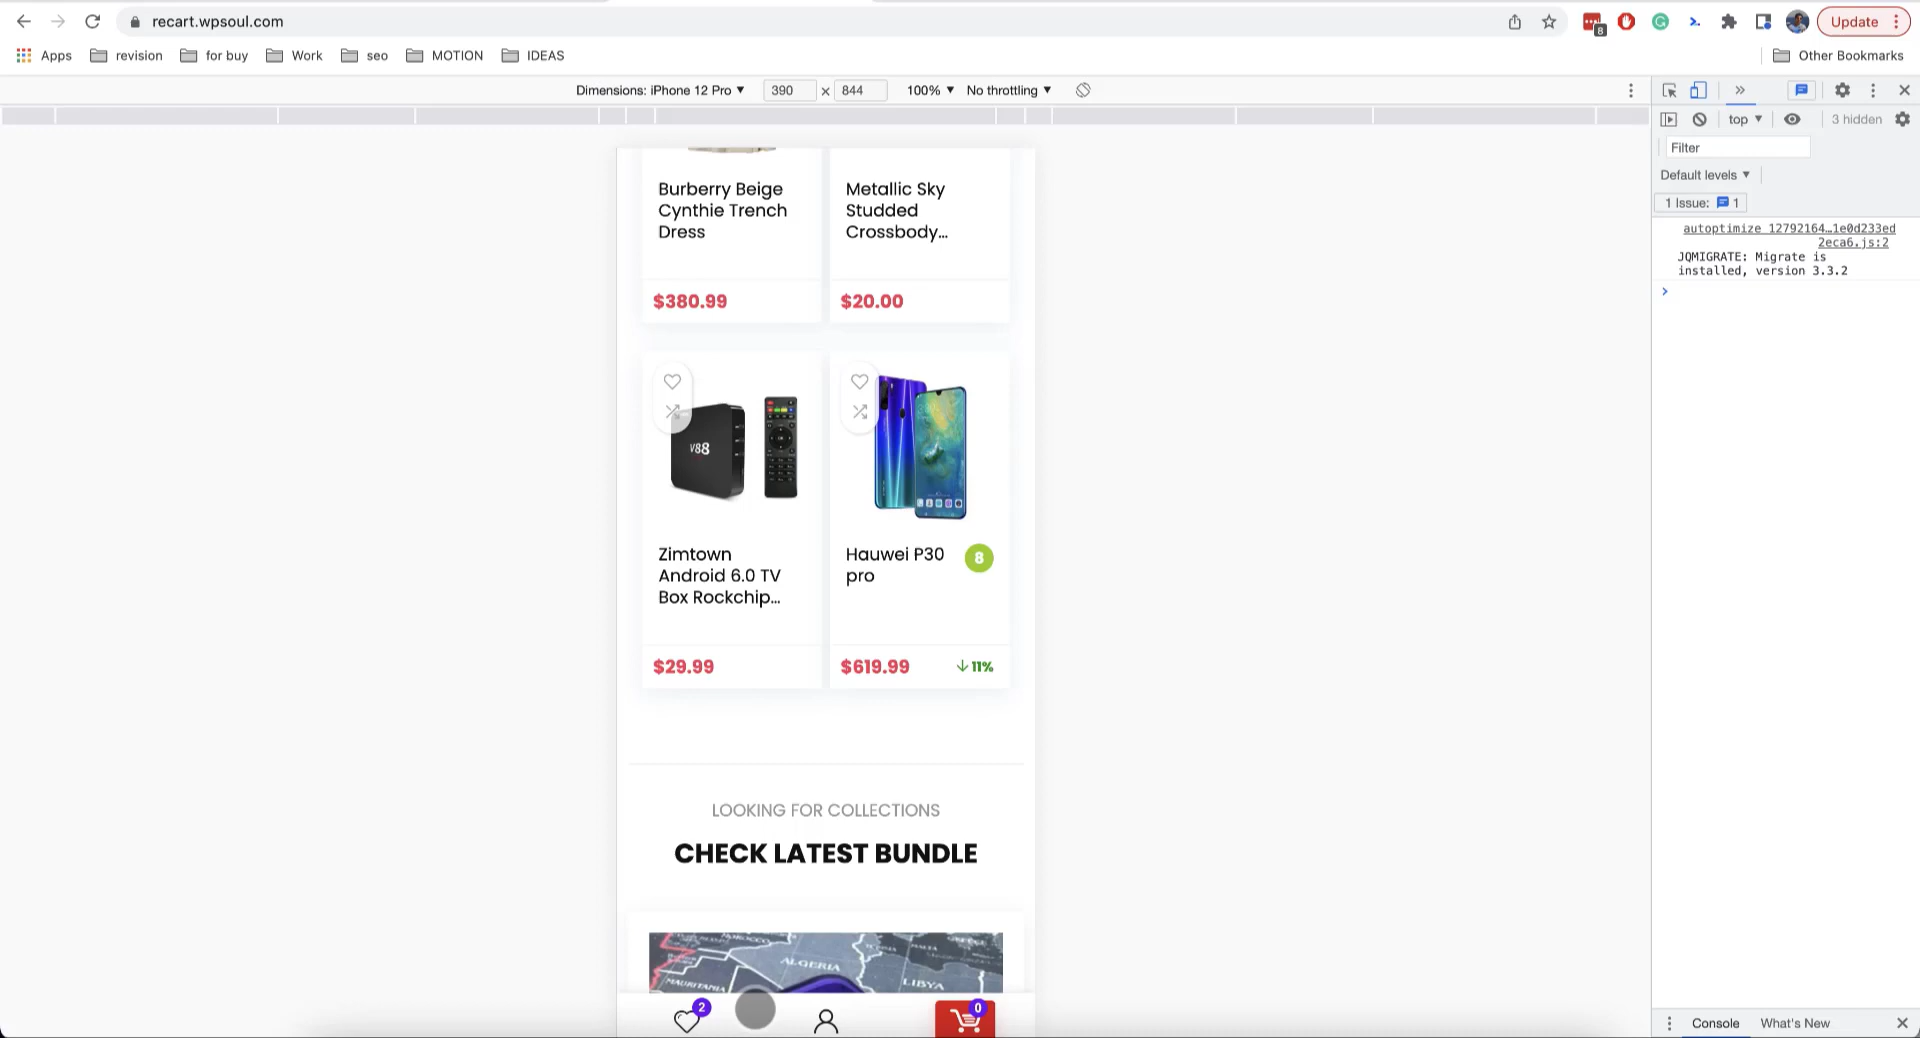 recart.wpsoul.com
8
Update
Apps
revision
for buy
Work
seo
MOTION
IDEAS
Other Bookmarks
Dimensions: iPhone 12 Pro ▼
390 x 844
100% ▼
No throttling ▼
top ▼
3 hidden
Filter
Default levels ▼
1 Issue: 1
autoptimize_12792164…1e0d233ed
2eca6.js:2
JQMIGRATE: Migrate is
installed, version 3.3.2
Burberry Beige
Cynthie Trench
Dress
$380.99
Metallic Sky
Studded
Crossbody...
$20.00
V88
Zimtown
Android 6.0 TV
Box Rockchip...
$29.99
Hauwei P30
pro
8
$619.99
11%
LOOKING FOR COLLECTIONS
CHECK LATEST BUNDLE
MOROCCO
ALGERIA
LIBYA
MAURITANIA
2
0
Console
What's New